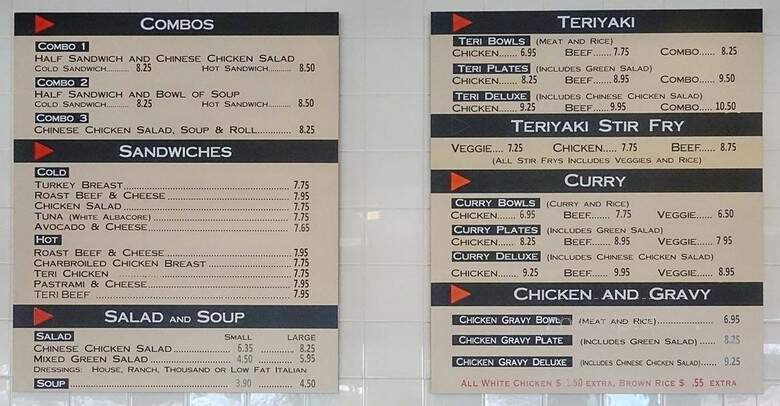 COMBOS
COMBO 1
HALF SANDWICH AND CHINESE CHICKEN SALAD
COLD SANDWICH......... 8.25 HOT SANDWICH......... 8.50
COMBO 2
HALF SANDWICH AND BOWL OF SOUP
COLD SANDWICH......... 8.25 HOT SANDWICH......... 8.50
COMBO 3
CHINESE CHICKEN SALAD, SOUP & ROLL............. 8.25
SANDWICHES
COLD
TURKEY BREAST............. 7.75
ROAST BEEF & CHEESE............. 7.95
CHICKEN SALAD............. 7.75
TUNA (WHITE ALBACORE)............. 7.75
AVOCADO & CHEESE............. 7.65
HOT
ROAST BEEF & CHEESE............. 7.95
CHARBROILED CHICKEN BREAST............. 7.75
TERI CHICKEN ............. 7.75
PASTRAMI & CHEESE............. 7.95
TERI BEEF ............. 7.95
SALAD AND SOUP
SALAD SMALL LARGE
CHINESE CHICKEN SALAD............. 6.35 ............. 8.25
MIXED GREEN SALAD............. 4.50 ............. 5.95
DRESSINGS: HOUSE, RANCH, THOUSAND OR LOW FAT ITALIAN
SOUP............. 3.90 ............. 4.50
TERIYAKI
TERI BOWLS (MEAT AND RICE)
CHICKEN....... 6.95 BEEF..... 7.75 COMBO...... 8.25
TERI PLATES (INCLUDES GREEN SALAD)
CHICKEN...... 8.25 BEEF..... 8.95 COMBO..... 9.50
TERI DELUXE (INCLUDES CHINESE CHICKEN SALAD)
CHICKEN..... 9.25 BEEF..... 9.95 COMBO..... 10.50
TERIYAKI STIR FRY
VEGGIE.... 7.25 CHICKEN..... 7.75 BEEF..... 8.75
(ALL STIR FRYS INCLUDES VEGGIES AND RICE)
CURRY
CURRY BOWLS (CURRY AND RICE)
CHICKEN..... 6.95 BEEF..... 7.75 VEGGIE..... 6.50
CURRY PLATES (INCLUDES GREEN SALAD)
CHICKEN..... 8.25 BEEF..... 8.95 VEGGIE..... 7 95
CURRY DELUXE (INCLUDES CHINESE CHICKEN SALAD)
CHICKEN..... 9.25 BEEF..... 9.95 VEGGIE..... 8.95
CHICKEN AND GRAVY
CHICKEN GRAVY BOWL (MEAT AND RICE)............. 6.95
CHICKEN GRAVY PLATE (INCLUDES GREEN SALAD) ..... 8.25
CHICKEN GRAVY DELUXE (INCLUDES CHINESE CHICKEN SALAD)..... 9.25
ALL WHITE CHICKEN $ 1.50 EXTRA, BROWN RICE $ .55 EXTRA